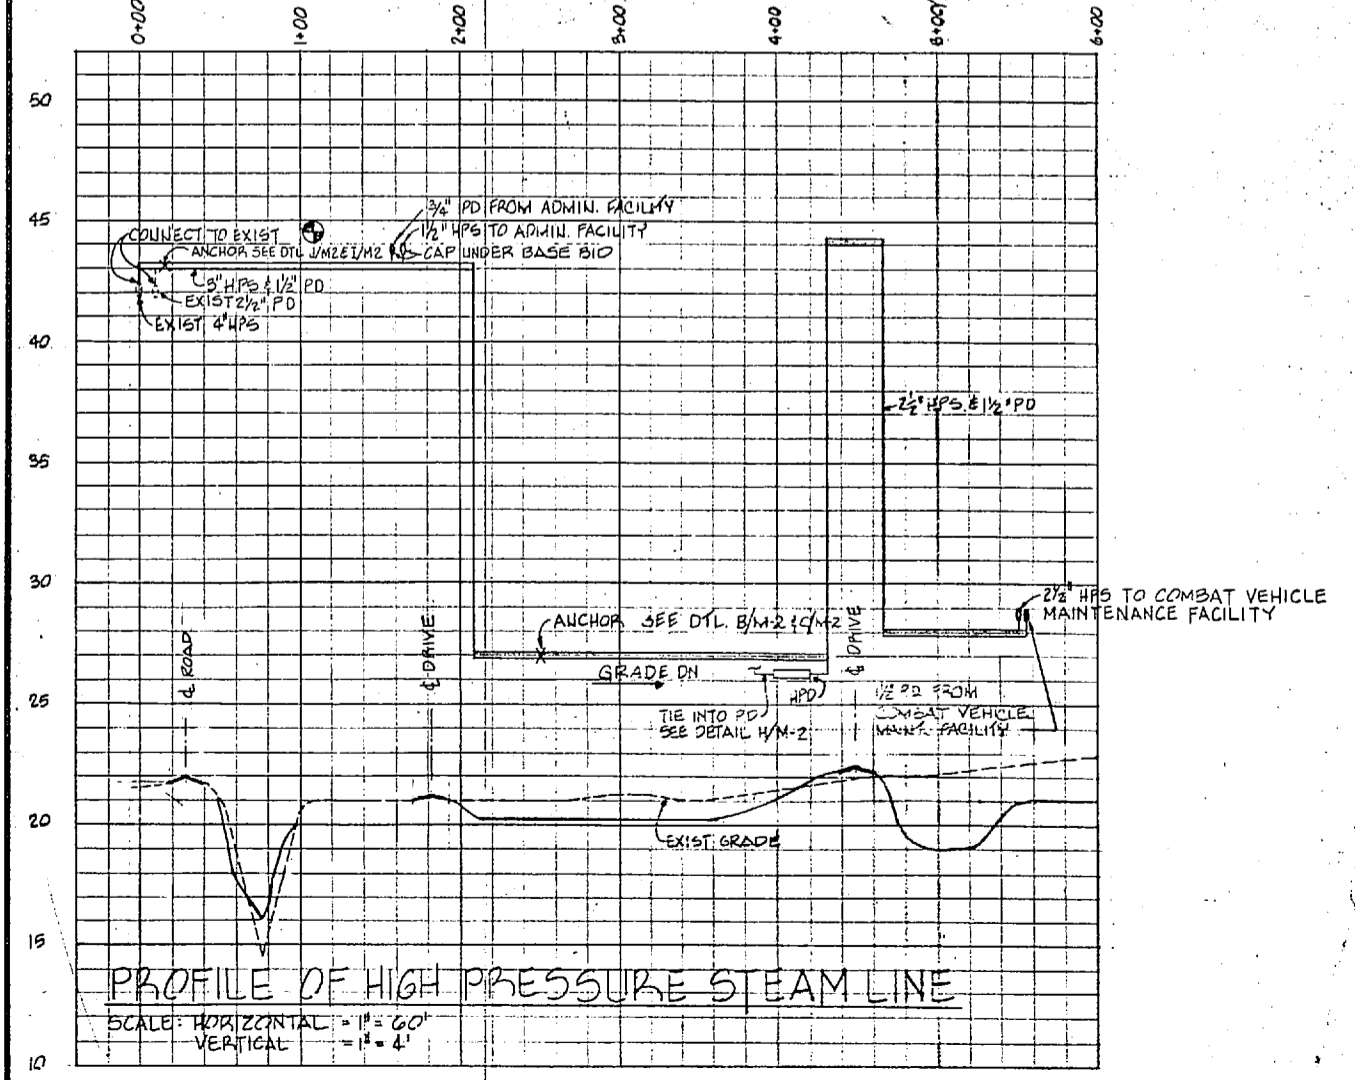 0+00 1+00 2+00 3+00 4+00 5+00 6+00
50
45
40
35
30
25
20
15
10
3/4" PD FROM ADMIN. FACILITY
1 1/2" HPS TO ADMIN. FACILITY
CAP UNDER BASE BID
CONNECT TO EXIST
ANCHOR SEE DTL J/M2 & I/M2
3" HPS & 1 1/2" PD
EXIST 2 1/2" PD
EXIST 4" HPS
2 1/2" HPS & 1 1/2" PD
2 1/2" HPS TO COMBAT VEHICLE
MAINTENANCE FACILITY
ANCHOR SEE DTL. B/M-2 & C/M-2
GRADE DN
HPD
TIE INTO PD
SEE DETAIL H/M-2
1 1/2" PD FROM
COMBAT VEHICLE
MAINT. FACILITY
℄ ROAD
℄ DRIVE
℄ DRIVE
EXIST. GRADE
PROFILE OF HIGH PRESSURE STEAM LINE
SCALE: HORIZONTAL = 1" = 60'
VERTICAL = 1" = 4'